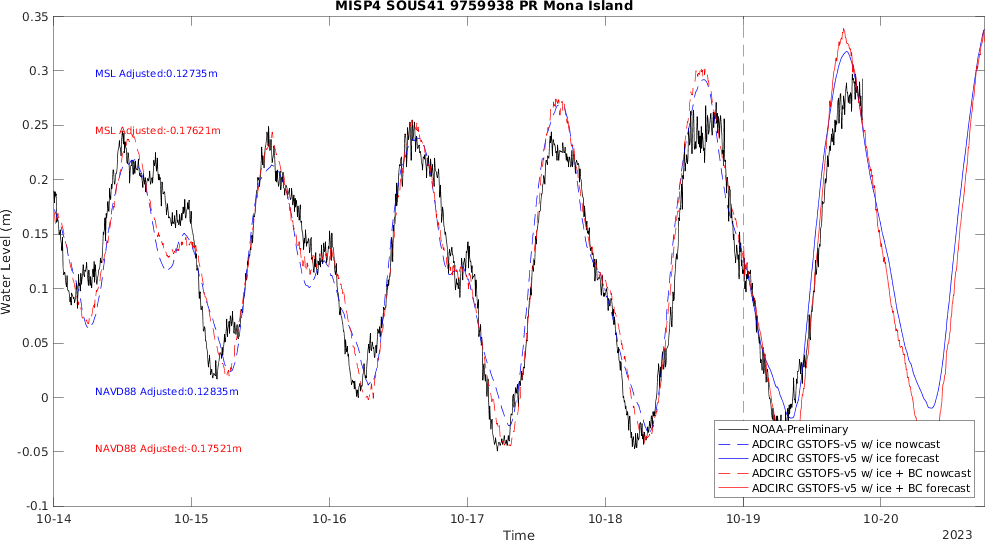 MISP4 SOUS41 9759938 PR Mona Island
0.35
0.3
0.25
0.2
0.15
0.1
0.05
0
-0.05
-0.1
Water Level (m)
MSL Adjusted:0.12735m
MSL Adjusted:-0.17621m
NAVD88 Adjusted:0.12835m
NAVD88 Adjusted:-0.17521m
NOAA-Preliminary
ADCIRC GSTOFS-v5 w/ ice nowcast
ADCIRC GSTOFS-v5 w/ ice forecast
ADCIRC GSTOFS-v5 w/ ice + BC nowcast
ADCIRC GSTOFS-v5 w/ ice + BC forecast
10-14 10-15 10-16 10-17 10-18 10-19 10-20
Time
2023